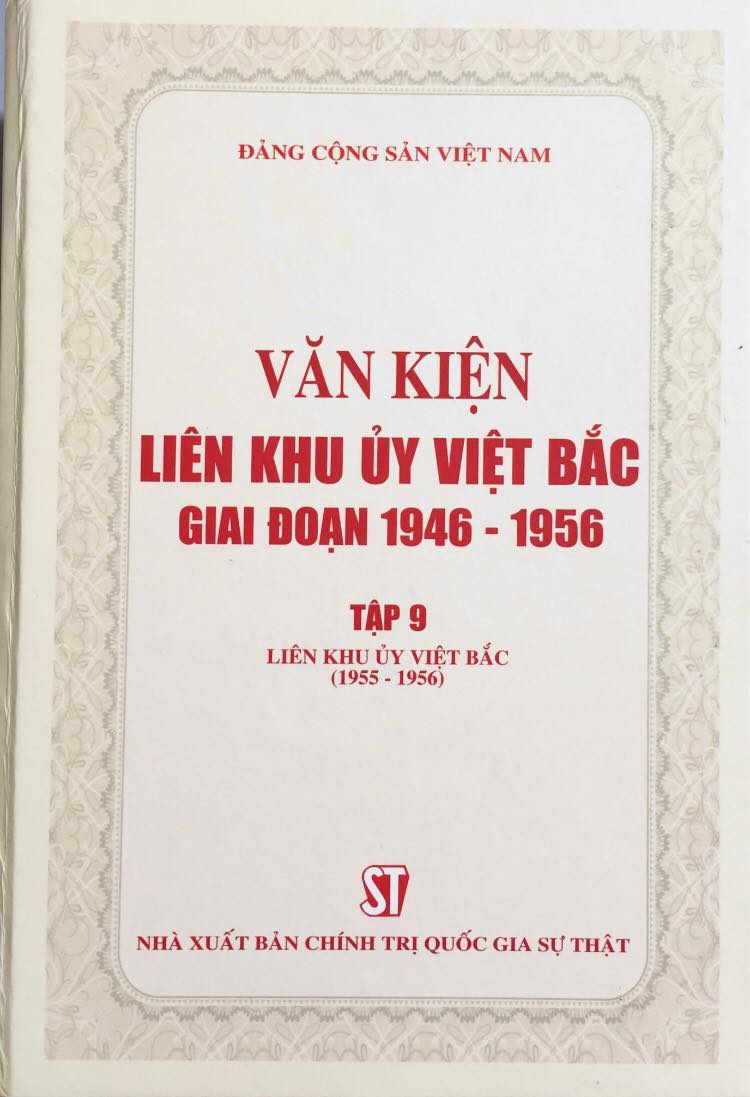 ĐẢNG CỘNG SẢN VIỆT NAM
VĂN KIỆN
LIÊN KHU ỦY VIỆT BẮC
GIAI ĐOẠN 1946 - 1956
TẬP 9
LIÊN KHU ỦY VIỆT BẮC
(1955 - 1956)
ST
NHÀ XUẤT BẢN CHÍNH TRỊ QUỐC GIA SỰ THẬT